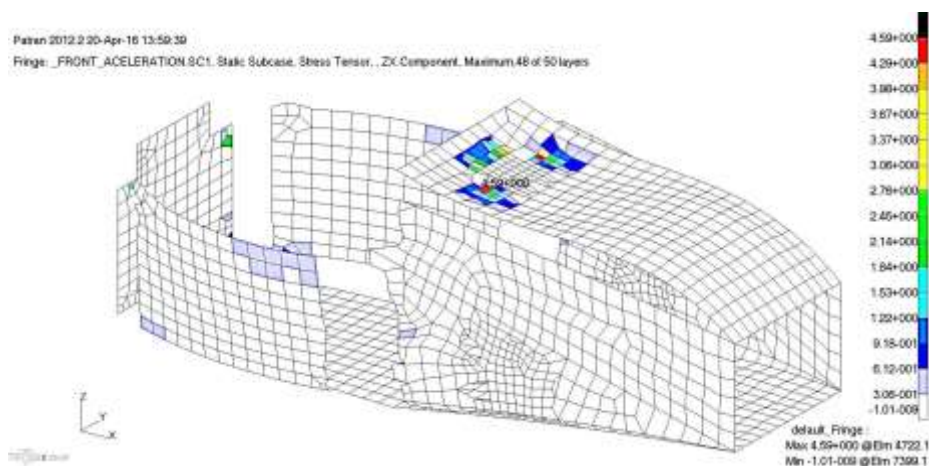 Patran 2012.2 20-Apr-16 13:59:39
Fringe: _FRONT_ACELERATION.SC1, Static Subcase, Stress Tensor, , ZX Component, Maximum,48 of 50 layers
4.59+000
4.29+000
3.98+000
3.67+000
3.37+000
3.06+000
2.76+000
2.45+000
2.14+000
1.84+000
1.53+000
1.22+000
9.18-001
6.12-001
3.06-001
-1.01-009
4.59+000
Z
Y
X
default_Fringe :
Max 4.59+000 @Elm 4722.1
Min -1.01-009 @Elm 7399.1